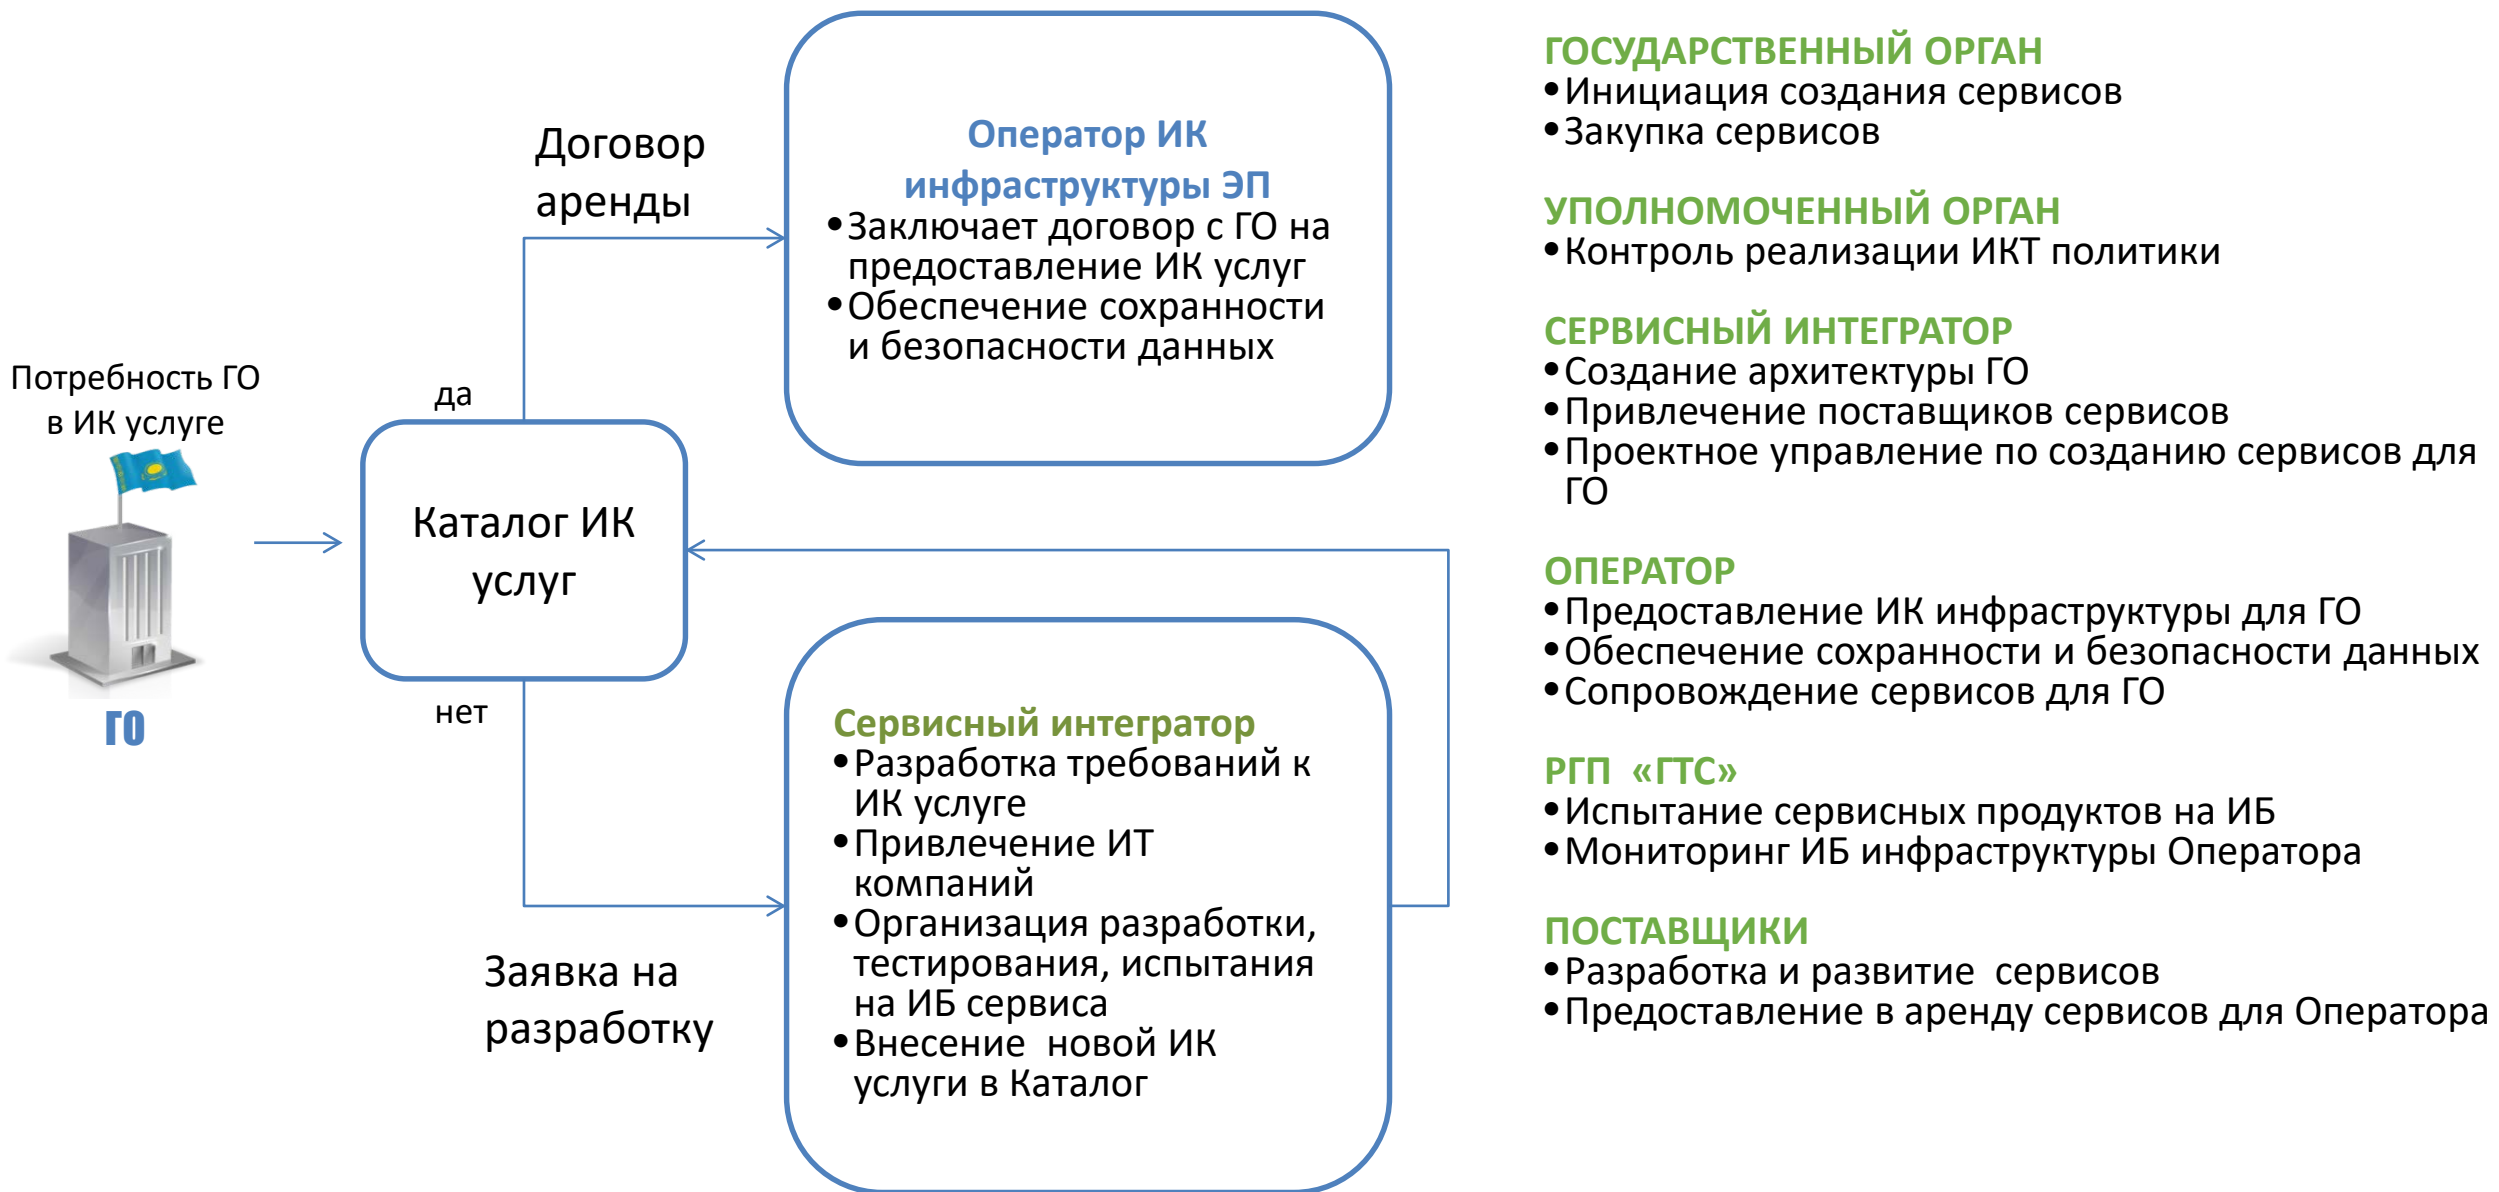 Потребность ГО
в ИК услуге
ГО
да
Каталог ИК
услуг
нет
Договор
аренды
Заявка на
разработку
Оператор ИК
инфраструктуры ЭП
•Заключает договор с ГО на
предоставление ИК услуг
•Обеспечение сохранности
и безопасности данных
Сервисный интегратор
•Разработка требований к
ИК услуге
•Привлечение ИТ
компаний
•Организация разработки,
тестирования, испытания
на ИБ сервиса
•Внесение  новой ИК
услуги в Каталог
ГОСУДАРСТВЕННЫЙ ОРГАН
•Инициация создания сервисов
•Закупка сервисов
УПОЛНОМОЧЕННЫЙ ОРГАН
•Контроль реализации ИКТ политики
СЕРВИСНЫЙ ИНТЕГРАТОР
•Создание архитектуры ГО
•Привлечение поставщиков сервисов
•Проектное управление по созданию сервисов для
ГО
ОПЕРАТОР
•Предоставление ИК инфраструктуры для ГО
•Обеспечение сохранности и безопасности данных
•Сопровождение сервисов для ГО
РГП  «ГТС»
•Испытание сервисных продуктов на ИБ
•Мониторинг ИБ инфраструктуры Оператора
ПОСТАВЩИКИ
•Разработка и развитие  сервисов
•Предоставление в аренду сервисов для Оператора